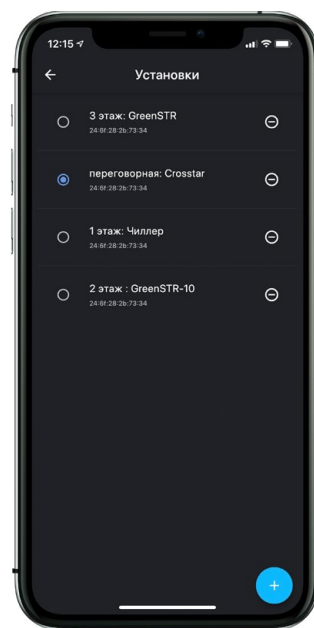 12:15
Установки
3 этаж: GreenSTR
24:6f:28:2b:73:34
переговорная: Crosstar
24:6f:28:2b:73:34
1 этаж: Чиллер
24:6f:28:2b:73:34
2 этаж : GreenSTR-10
24:6f:28:2b:73:34